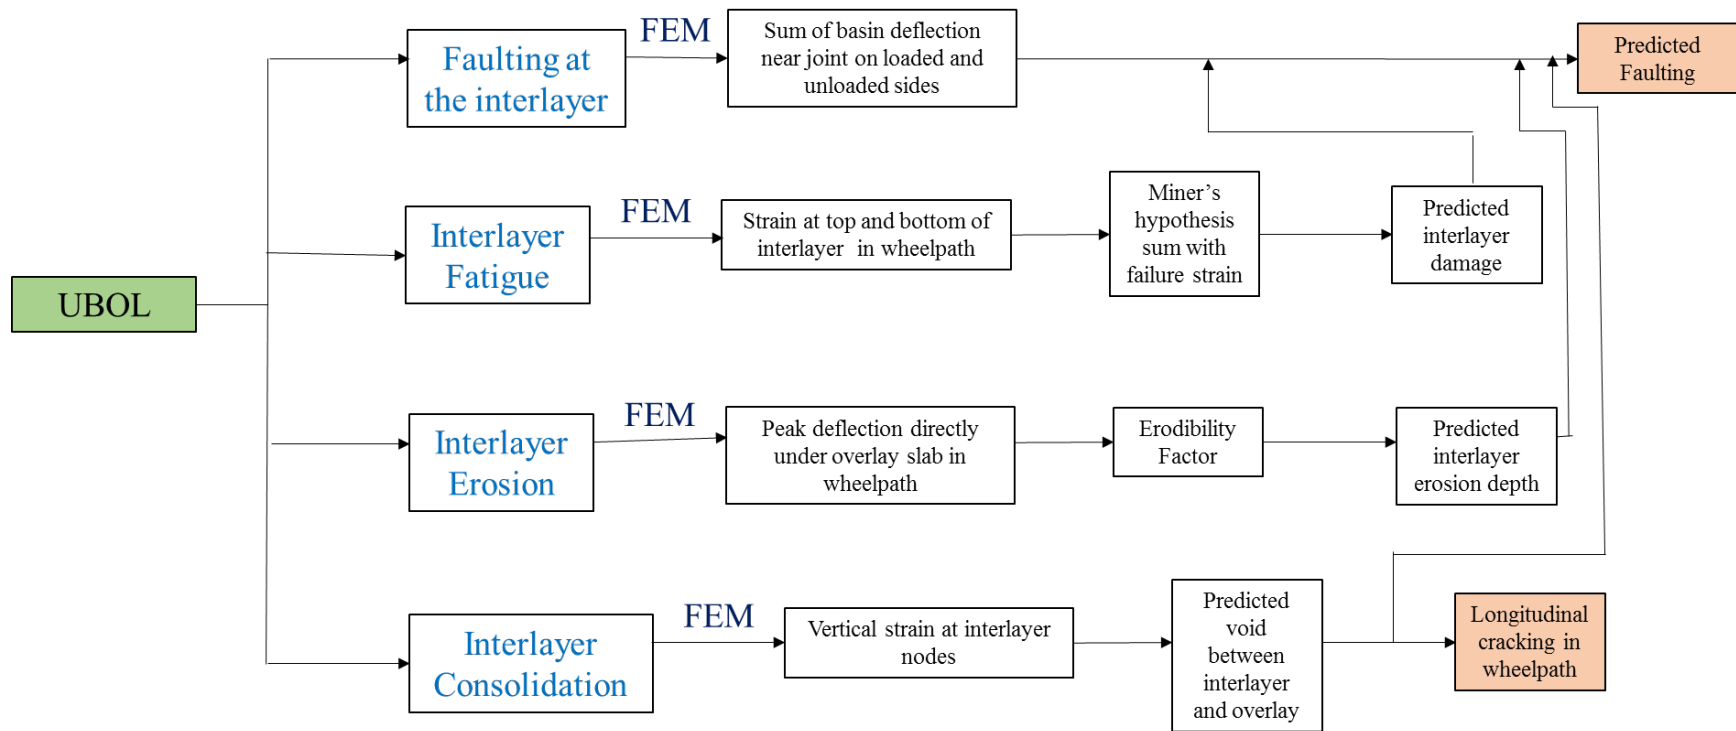 UBOL
Faulting at
the interlayer
FEM
Sum of basin deflection
near joint on loaded and
unloaded sides
Predicted
Faulting
Interlayer
Fatigue
FEM
Strain at top and bottom of
interlayer in wheelpath
Miner’s
hypothesis
sum with
failure strain
Predicted
interlayer
damage
Interlayer
Erosion
FEM
Peak deflection directly
under overlay slab in
wheelpath
Erodibility
Factor
Predicted
interlayer
erosion depth
Interlayer
Consolidation
FEM
Vertical strain at interlayer
nodes
Predicted
void
between
interlayer
and overlay
Longitudinal
cracking in
wheelpath